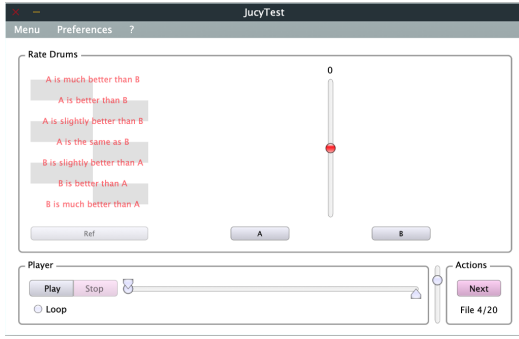 JucyTest
Menu Preferences ?
Rate Drums
0
A is much better than B
A is better than B
A is slightly better than B
A is the same as B
B is slightly better than A
B is better than A
B is much better than A
Ref A B
Player
Actions
Play Stop
Next
Loop
File 4/20